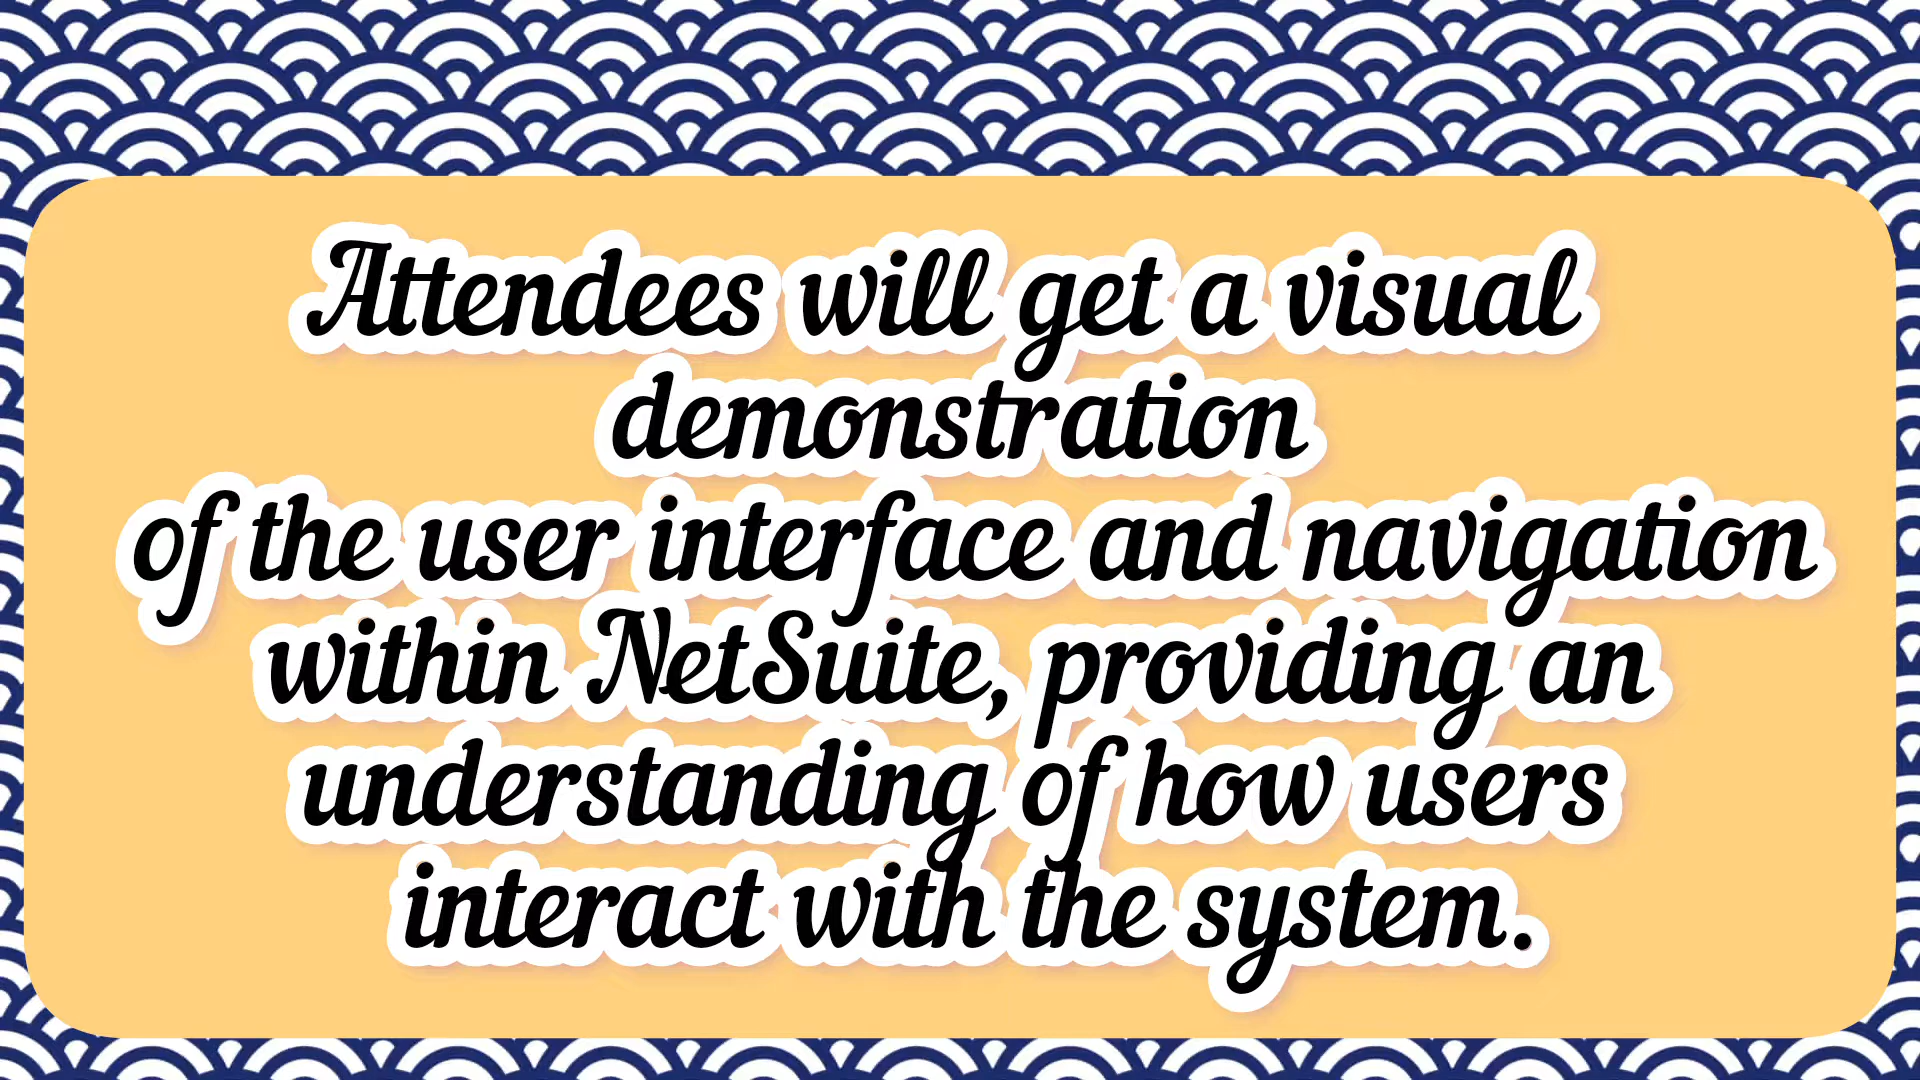 Attendees will get a visual
demonstration
of the user interface and navigation
within NetSuite, providing an
understanding of how users
interact with the system.